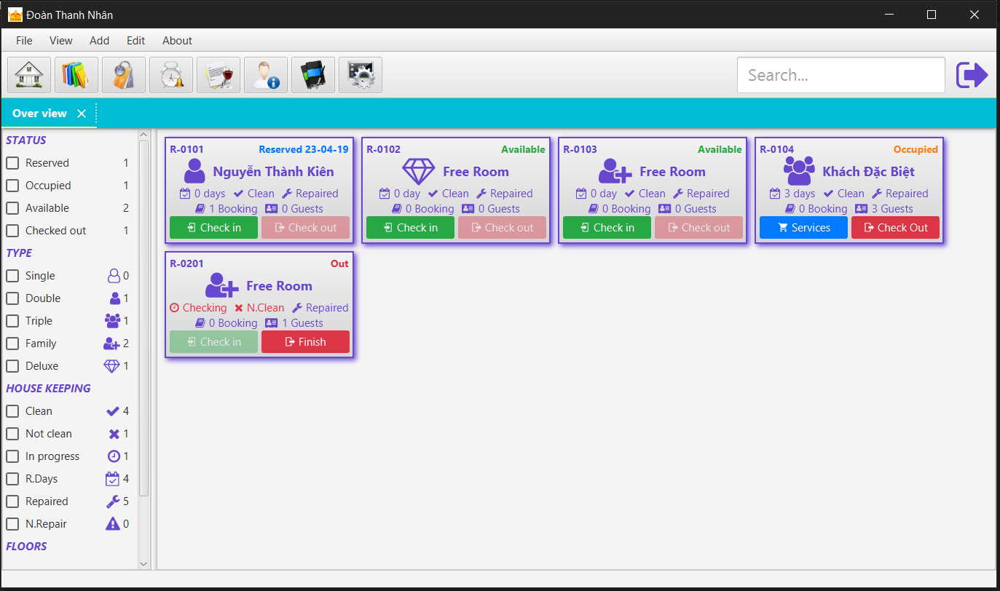 Đoàn Thanh Nhân
File View Add Edit About
Search...
Over view
STATUS
Reserved 1
Occupied 1
Available 2
Checked out 1
TYPE
Single 0
Double 1
Triple 1
Family 2
Deluxe 1
HOUSE KEEPING
Clean 4
Not clean 1
In progress 1
R.Days 4
Repaired 5
N.Repair 0
FLOORS
R-0101 Reserved 23-04-19
Nguyễn Thành Kiên
0 days Clean Repaired
1 Booking 0 Guests
Check in Check out
R-0102 Available
Free Room
0 day Clean Repaired
0 Booking 0 Guests
Check in Check out
R-0103 Available
Free Room
0 day Clean Repaired
0 Booking 0 Guests
Check in Check out
R-0104 Occupied
Khách Đặc Biệt
3 days Clean Repaired
0 Booking 3 Guests
Services Check Out
R-0201 Out
Free Room
Checking N.Clean Repaired
0 Booking 1 Guests
Check in Finish